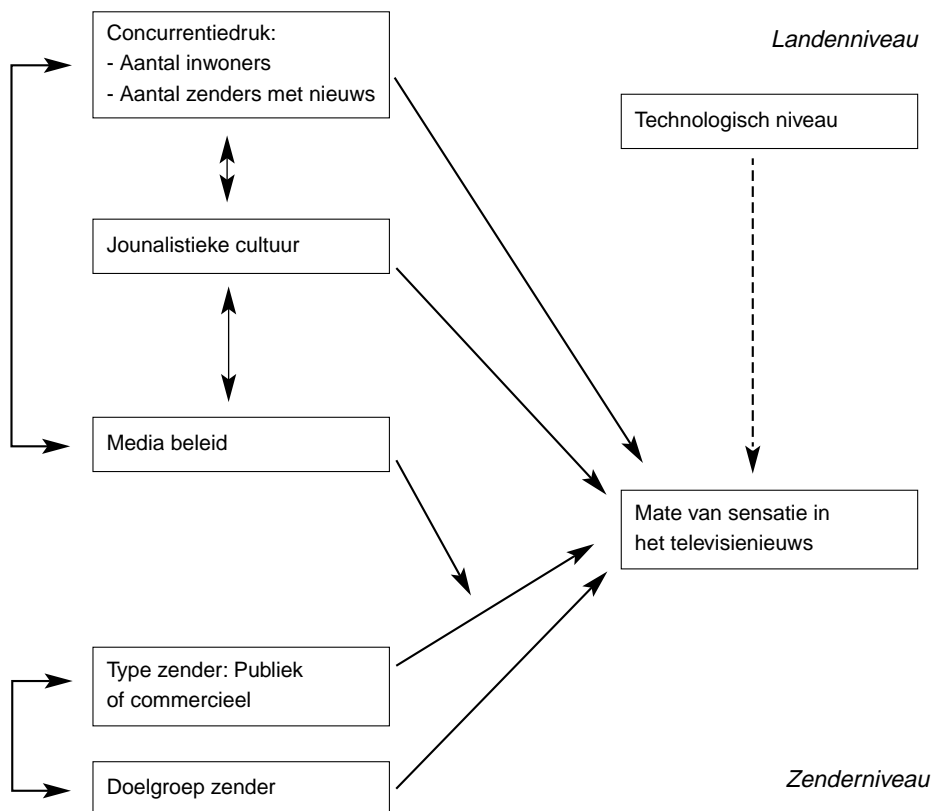 Concurrentiedruk:
- Aantal inwoners
- Aantal zenders met nieuws
Landenniveau
Technologisch niveau
Jounalistieke cultuur
Media beleid
Mate van sensatie in
het televisienieuws
Type zender: Publiek
of commercieel
Doelgroep zender
Zenderniveau